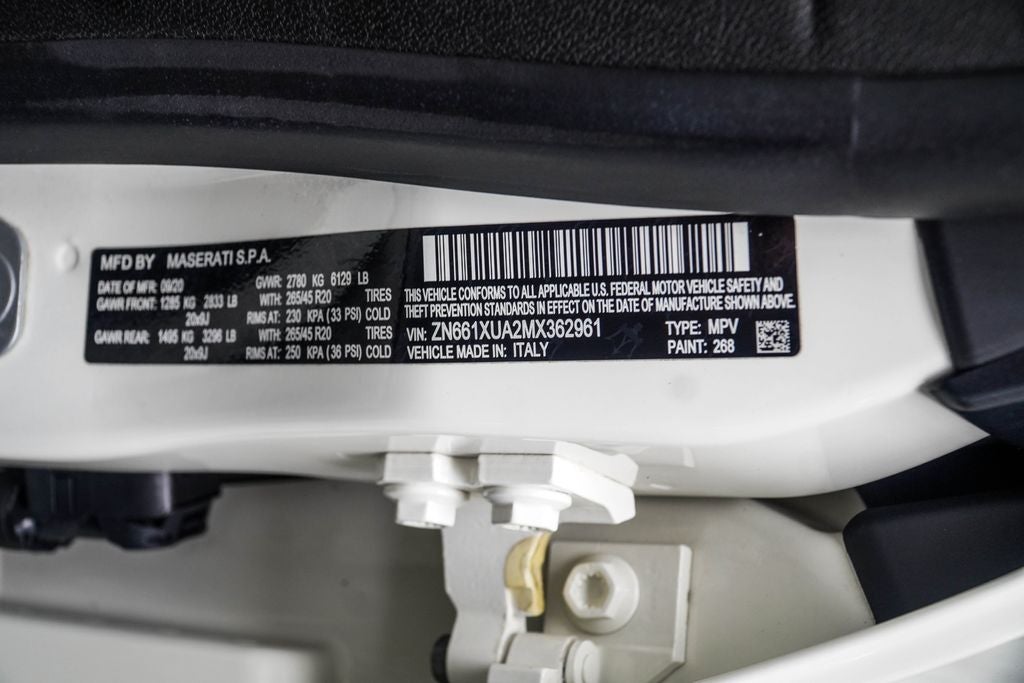 MFD BY MASERATI S.P.A.
DATE OF MFR: 09/20 GVWR: 2780 KG 6129 LB
GAWR FRONT: 1285 KG 2833 LB WITH: 265/45 R20 TIRES
20x9J RIMS AT: 230 KPA (33 PSI) COLD
GAWR REAR: 1495 KG 3296 LB WITH: 265/45 R20 TIRES
20x9J RIMS AT: 250 KPA (36 PSI) COLD
THIS VEHICLE CONFORMS TO ALL APPLICABLE U.S. FEDERAL MOTOR VEHICLE SAFETY AND
THEFT PREVENTION STANDARDS IN EFFECT ON THE DATE OF MANUFACTURE SHOWN ABOVE.
VIN: ZN661XUA2MX362961 TYPE: MPV
VEHICLE MADE IN: ITALY PAINT: 268